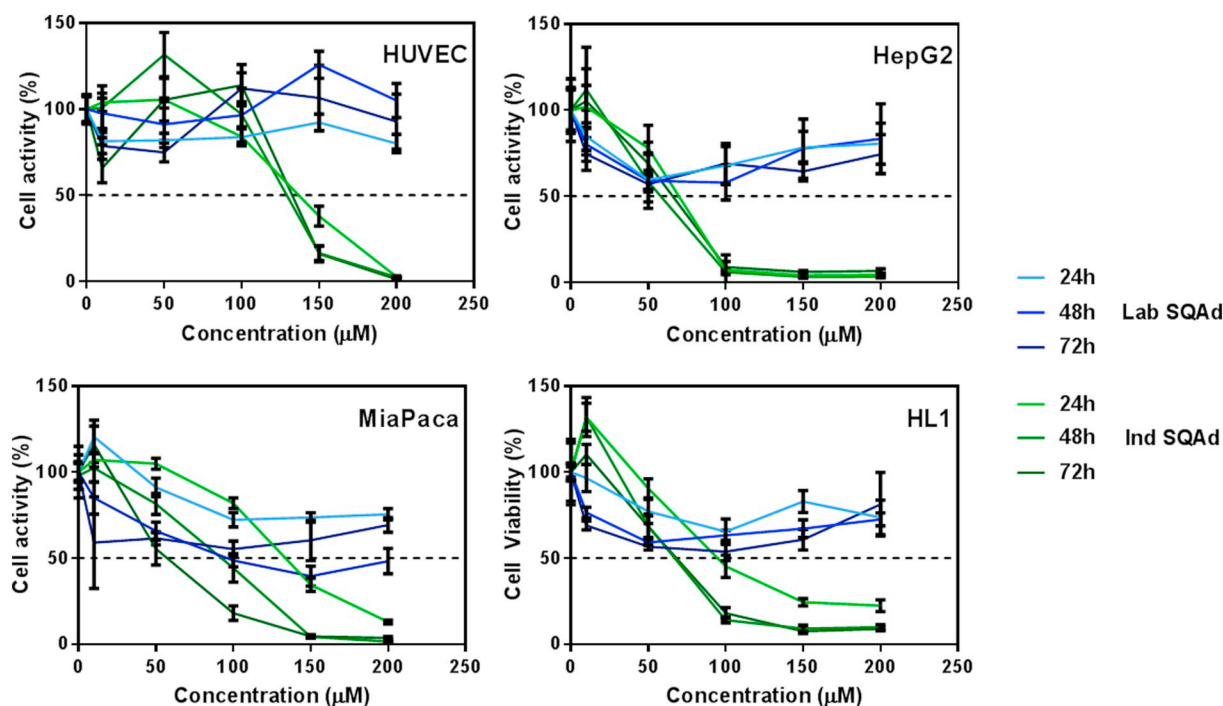 HUVEC
Cell activity (%)
150
100
50
0
0 50 100 150 200 250
Concentration (µM)
HepG2
Cell activity (%)
150
100
50
0
0 50 100 150 200 250
Concentration (µM)
24h
48h Lab SQAd
72h
24h
48h Ind SQAd
72h
MiaPaca
Cell activity (%)
150
100
50
0
0 50 100 150 200 250
Concentration (µM)
HL1
Cell Viability (%)
150
100
50
0
0 50 100 150 200 250
Concentration (µM)